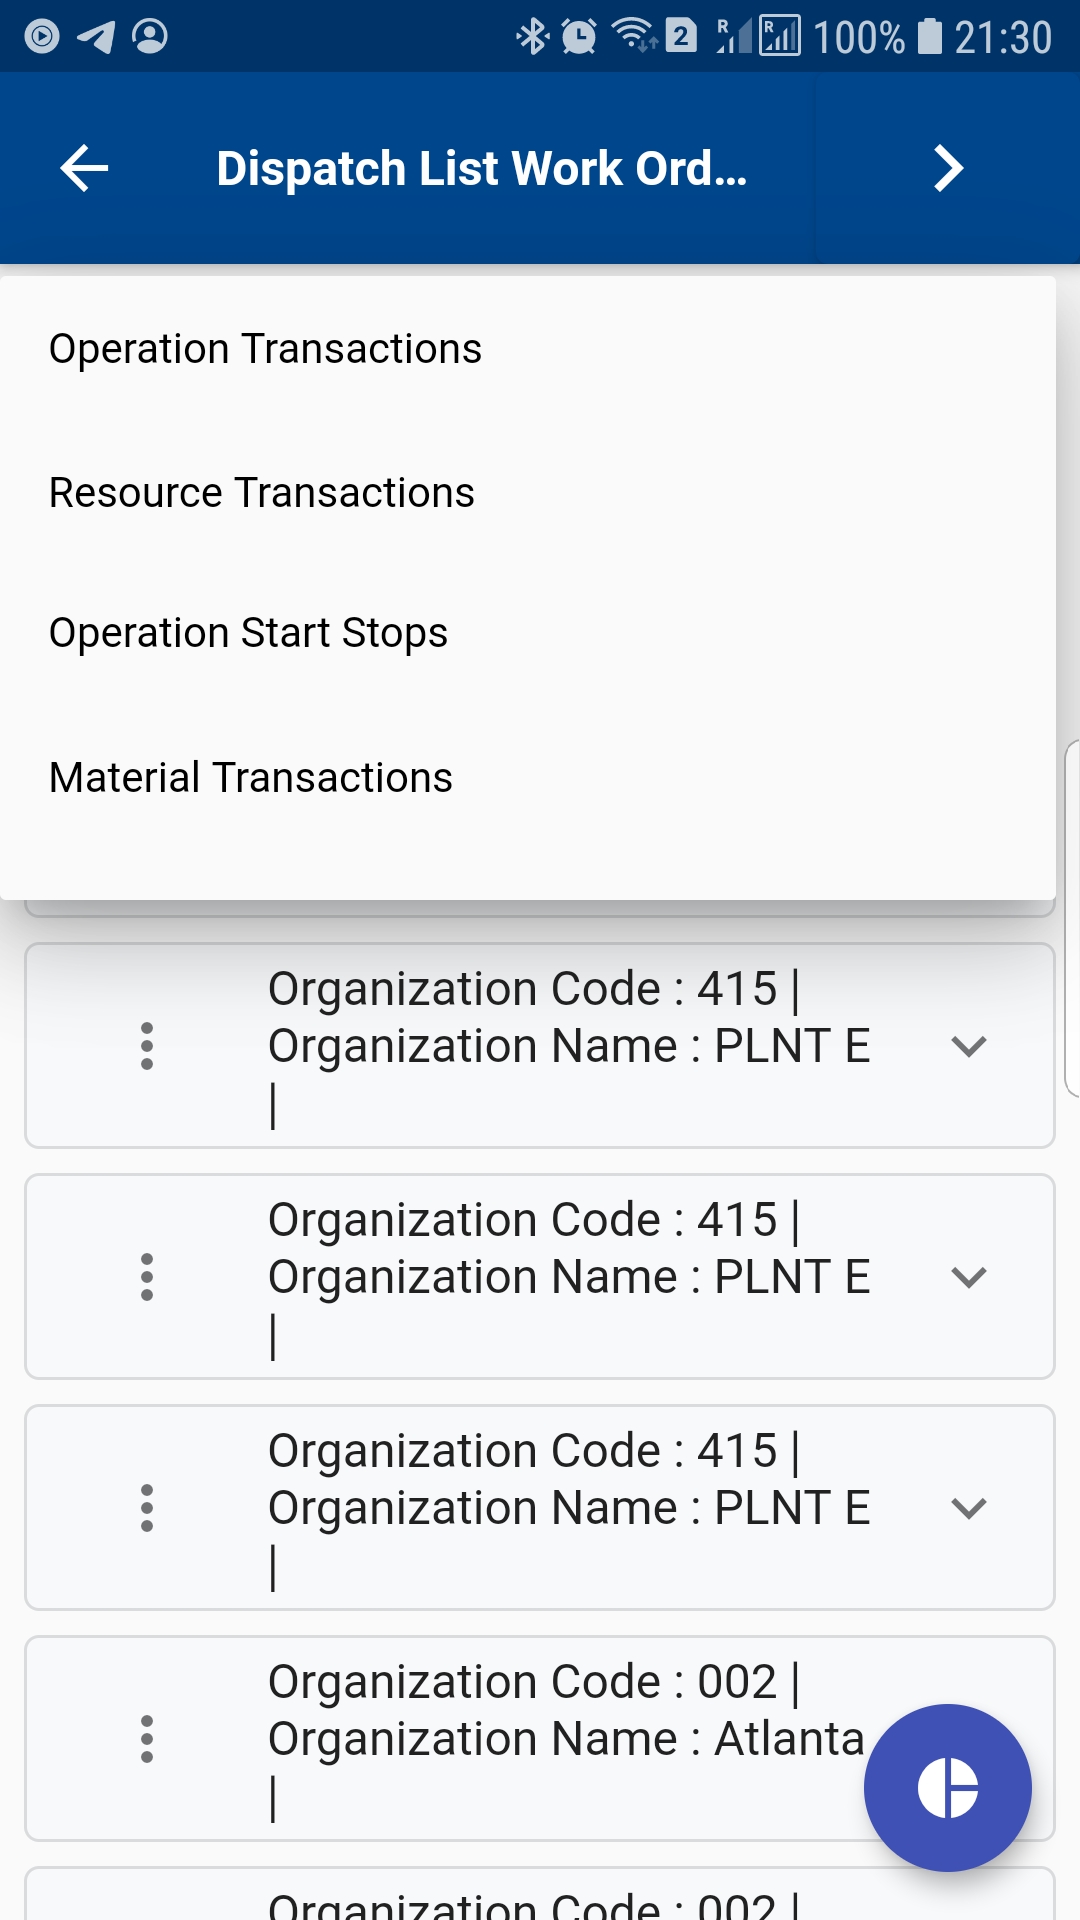 2 R R 100% 21:30
Dispatch List Work Ord...
Operation Transactions
Resource Transactions
Operation Start Stops
Material Transactions
Organization Code : 415 |
Organization Name : PLNT E
|
Organization Code : 415 |
Organization Name : PLNT E
|
Organization Code : 415 |
Organization Name : PLNT E
|
Organization Code : 002 |
Organization Name : Atlanta
|
Organization Code : 002 |